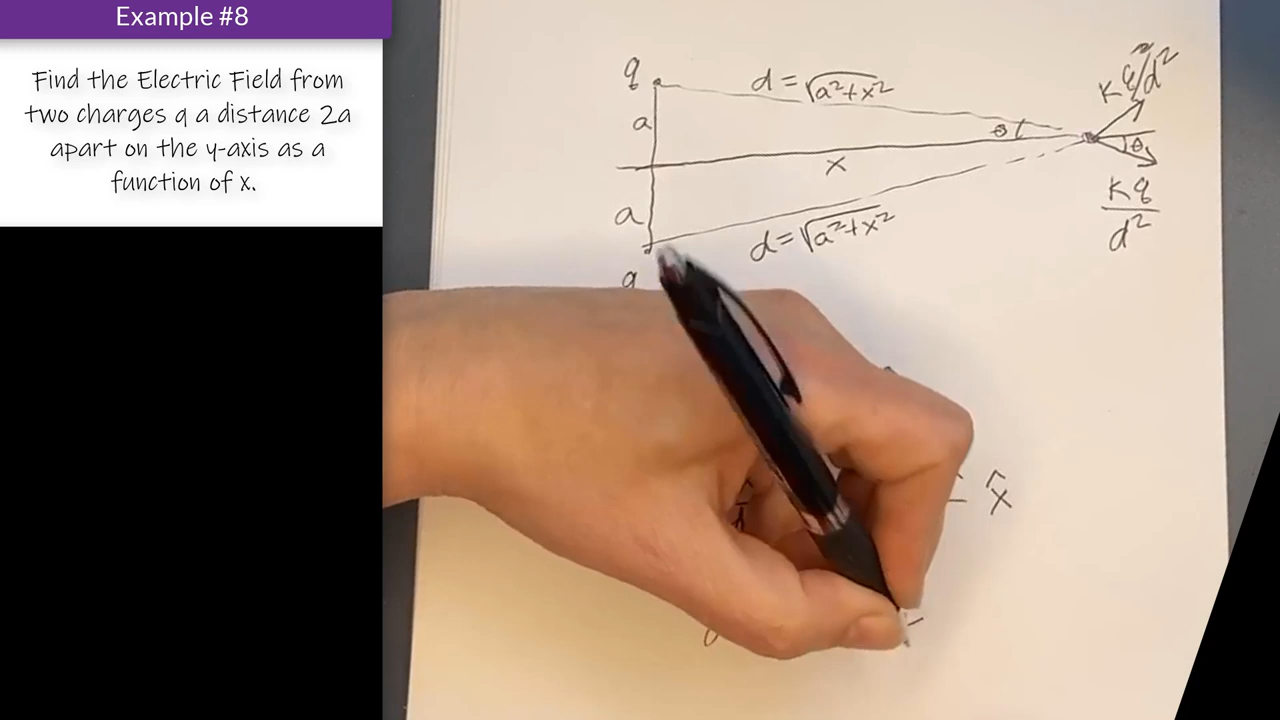 Example #8
Find the Electric Field from
two charges q a distance 2a
apart on the y-axis as a
function of x.
q
d = √a²+x²
K q/d²
a
θ
θ
x
a
d = √a²+x²
Kq
d²
q
x̂